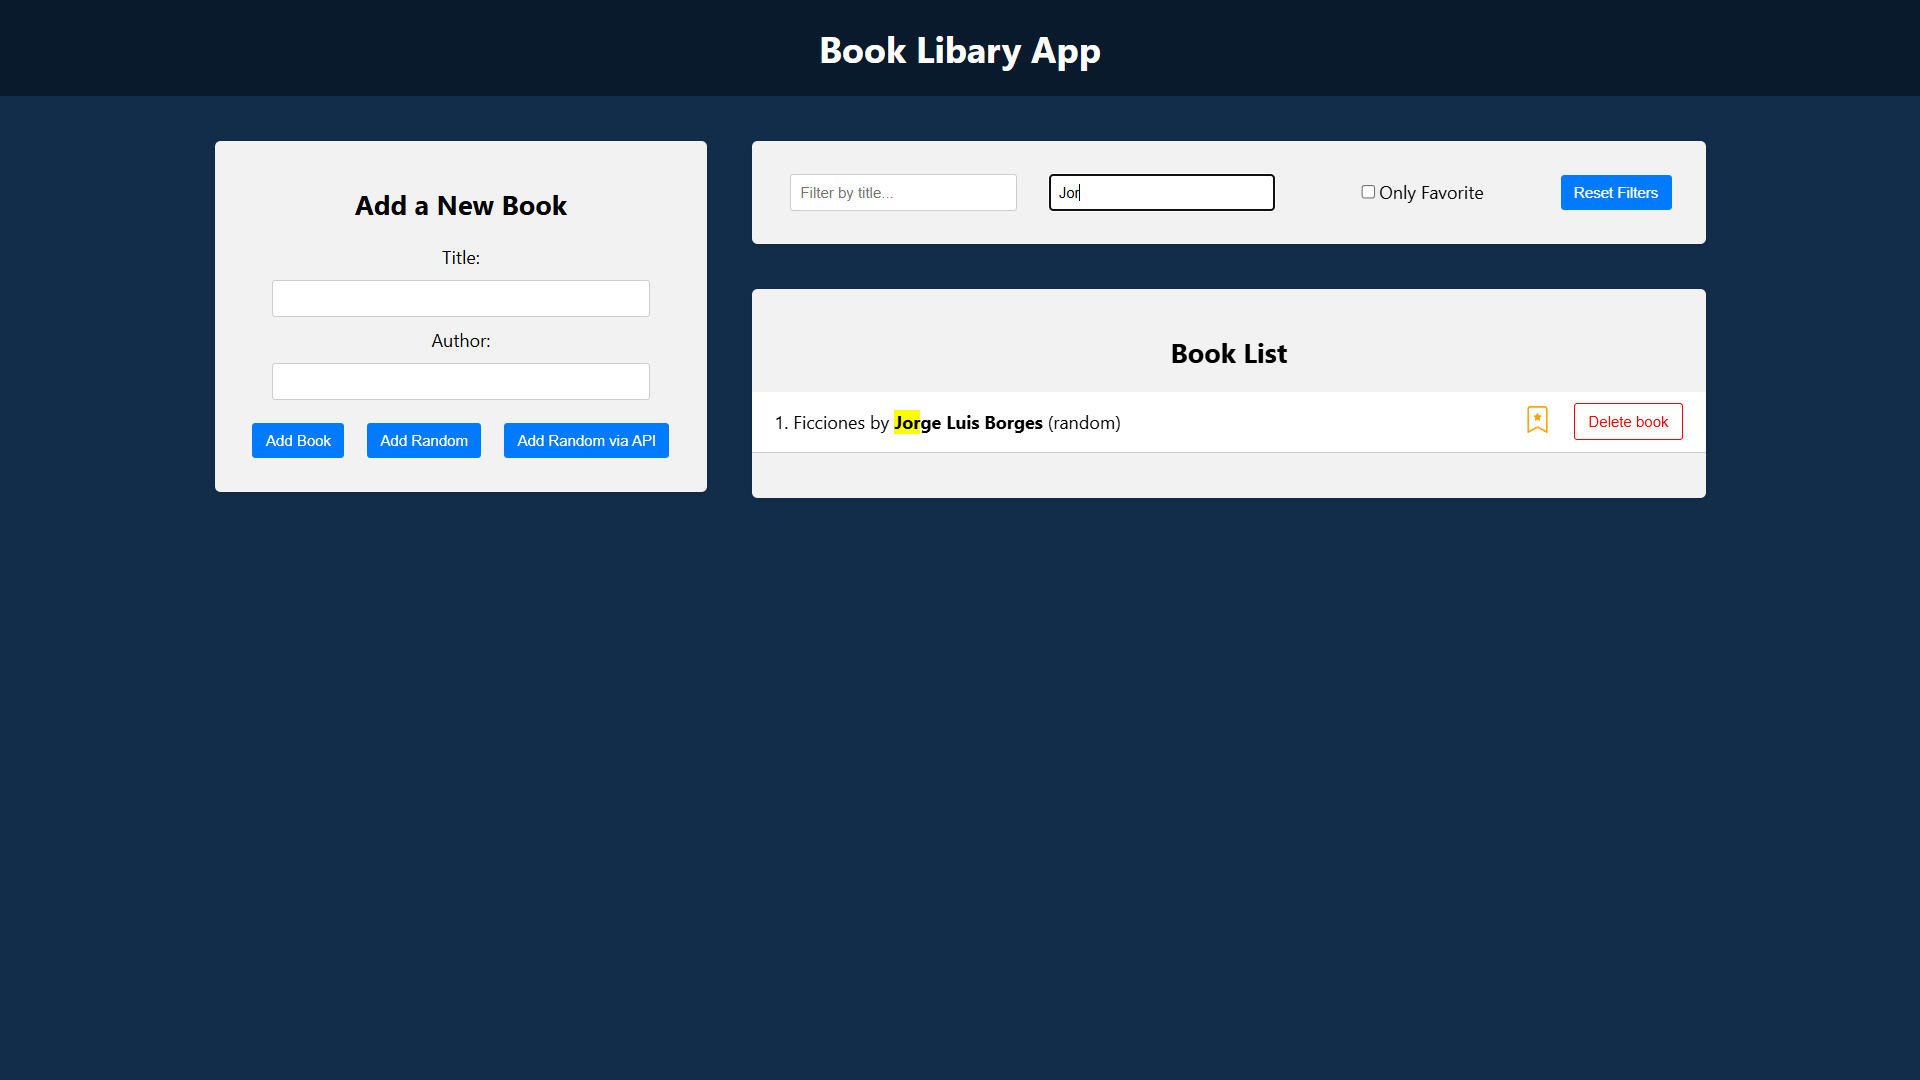 Book Libary App
Add a New Book
Title:
Author:
Add Book Add Random Add Random via API
Filter by title... Jor Only Favorite Reset Filters
Book List
1. Ficciones by Jorge Luis Borges (random) Delete book